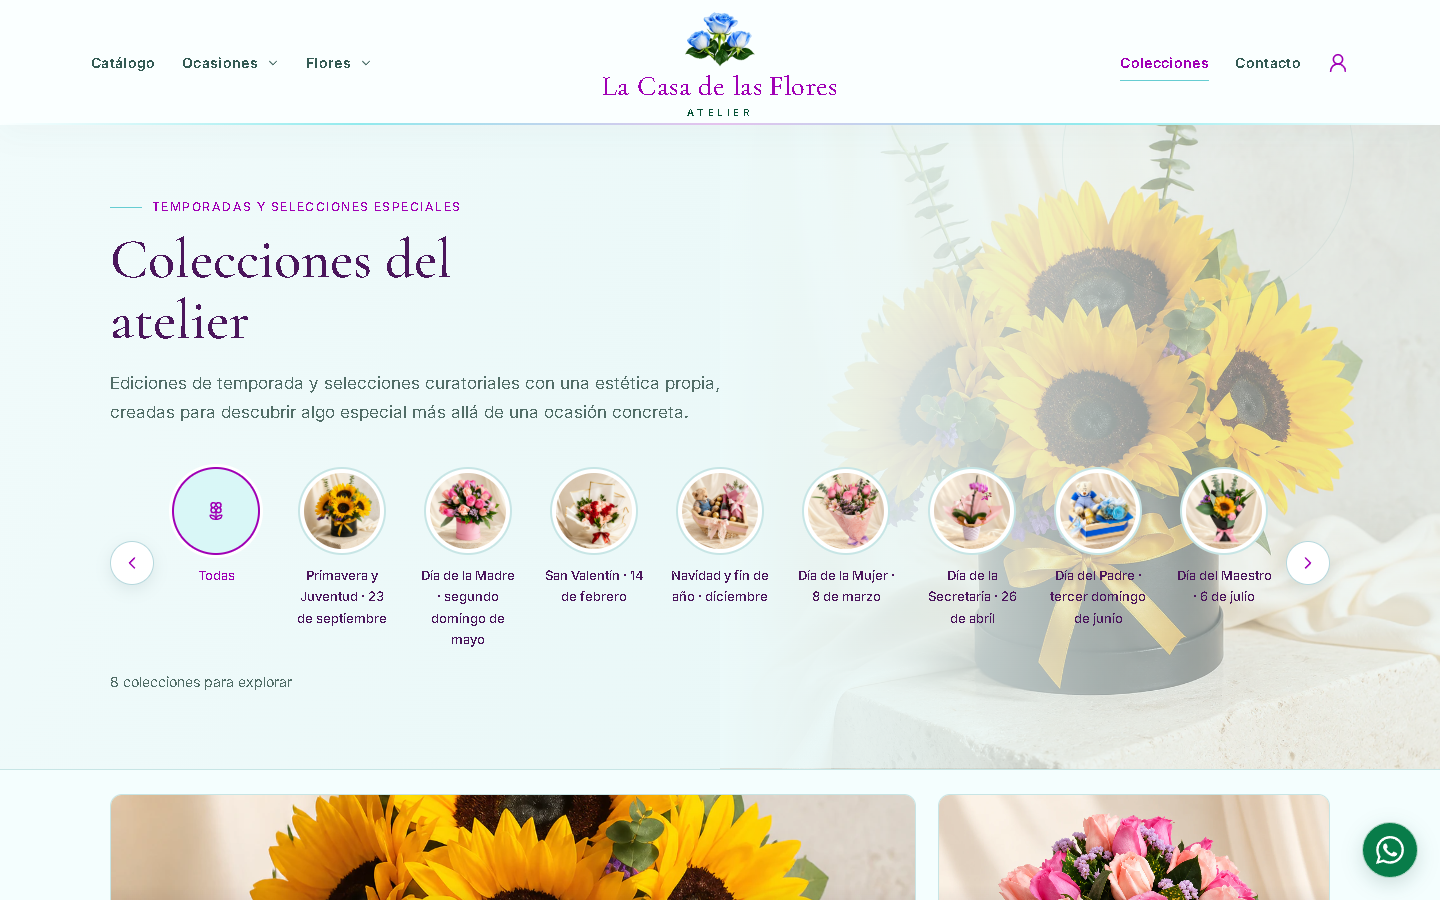 Catálogo
Ocasiones
Flores
La Casa de las Flores
ATELIER
Colecciones
Contacto
TEMPORADAS Y SELECCIONES ESPECIALES
Colecciones del
atelier
Ediciones de temporada y selecciones curatoriales con una estética propia,
creadas para descubrir algo especial más allá de una ocasión concreta.
Todas
Primavera y
Juventud · 23
de septiembre
Día de la Madre
· segundo
domingo de
mayo
San Valentín · 14
de febrero
Navidad y fin de
año · diciembre
Día de la Mujer ·
8 de marzo
Día de la
Secretaria · 26
de abril
Día del Padre ·
tercer domingo
de junio
Día del Maestro
· 6 de julio
8 colecciones para explorar